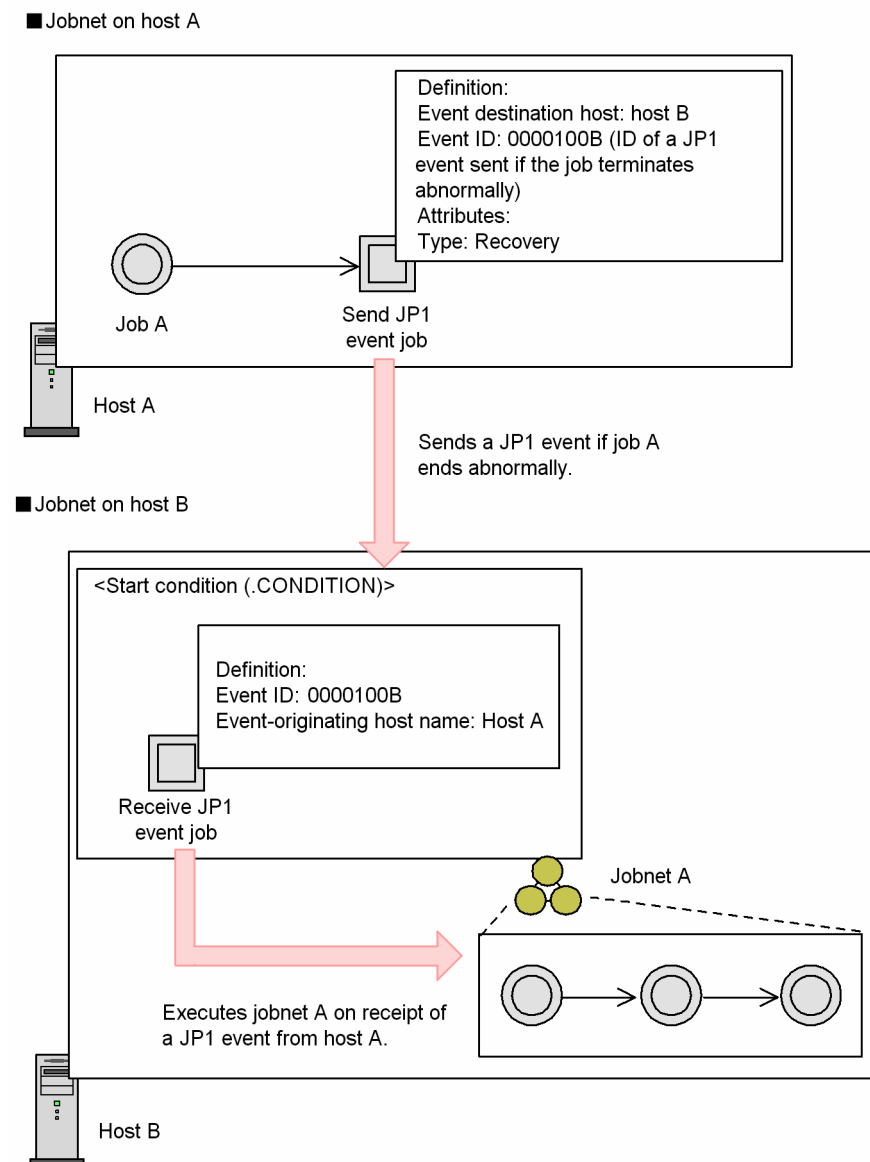 ■Jobnet on host A
Definition:
Event destination host: host B
Event ID: 0000100B (ID of a JP1
event sent if the job terminates
abnormally)
Attributes:
Type: Recovery
Job A
Send JP1
event job
Host A
Sends a JP1 event if job A
ends abnormally.
■Jobnet on host B
<Start condition (.CONDITION)>
Definition:
Event ID: 0000100B
Event-originating host name: Host A
Receive JP1
event job
Jobnet A
Executes jobnet A on receipt of
a JP1 event from host A.
Host B